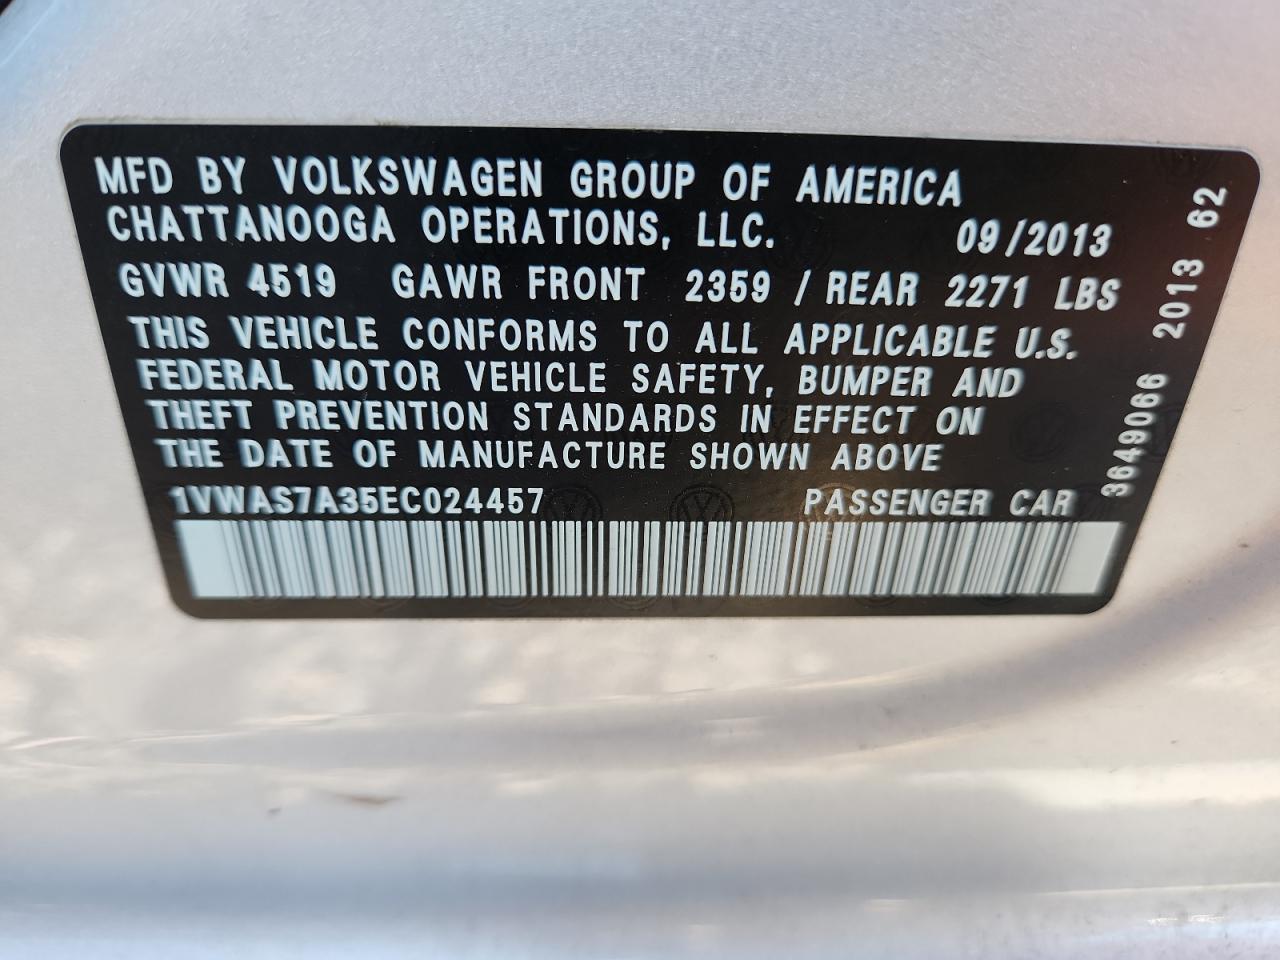 MFD BY VOLKSWAGEN GROUP OF AMERICA
CHATTANOOGA OPERATIONS, LLC. 09/2013
GVWR 4519 GAWR FRONT 2359 / REAR 2271 LBS
THIS VEHICLE CONFORMS TO ALL APPLICABLE U.S.
FEDERAL MOTOR VEHICLE SAFETY, BUMPER AND
THEFT PREVENTION STANDARDS IN EFFECT ON
THE DATE OF MANUFACTURE SHOWN ABOVE
1VWAS7A35EC024457 PASSENGER CAR
3649066 2013 62